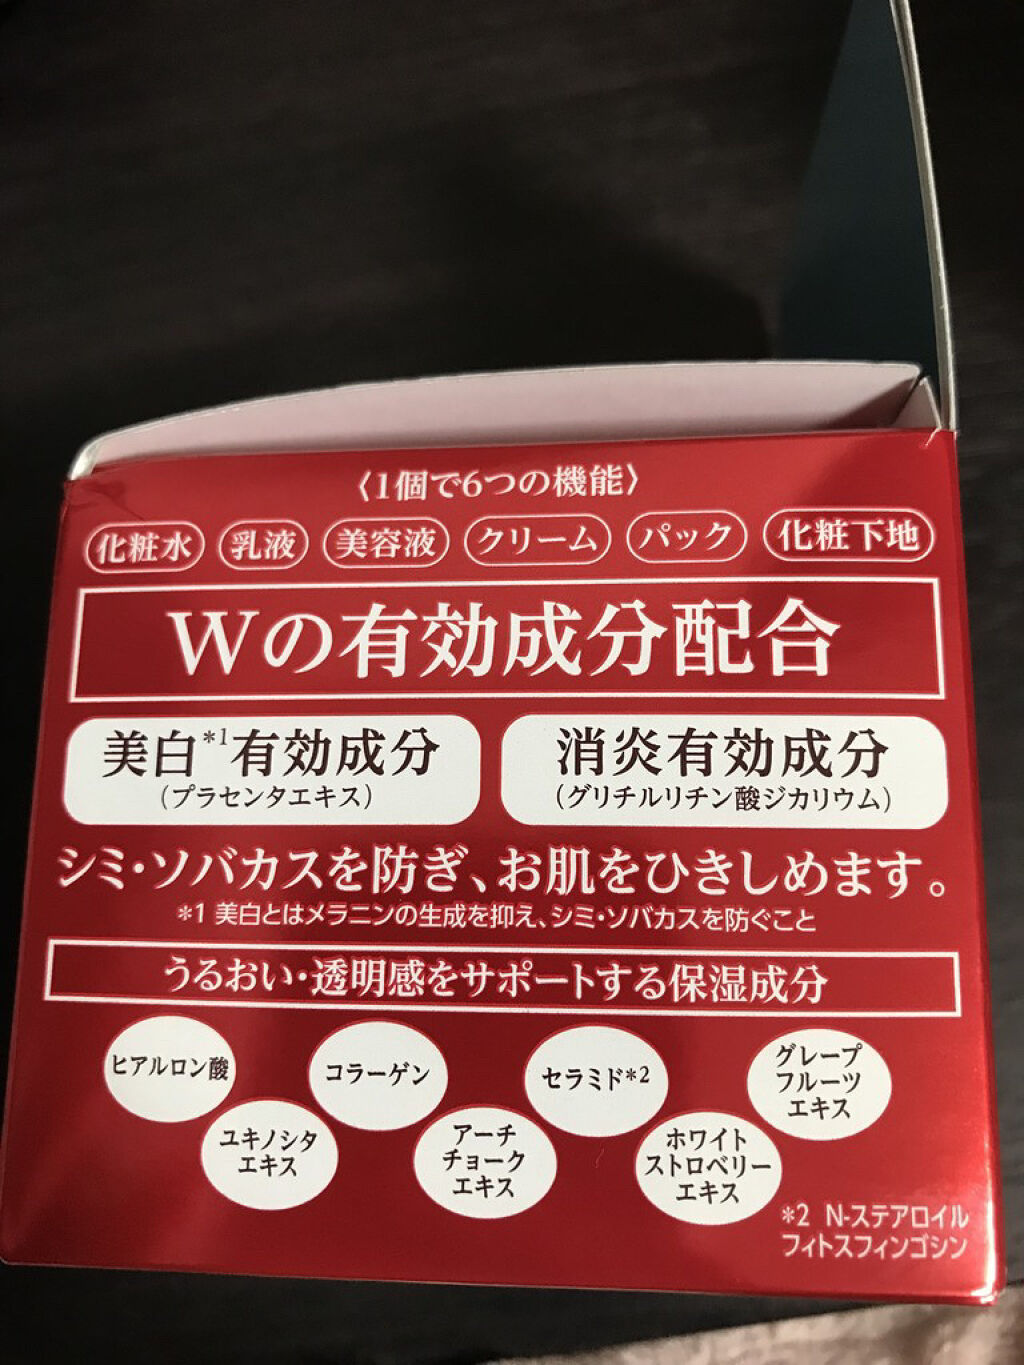 〈1個で6つの機能〉
化粧水 乳液 美容液 クリーム パック 化粧下地
Wの有効成分配合
美白*1有効成分
(プラセンタエキス)
消炎有効成分
(グリチルリチン酸ジカリウム)
シミ・ソバカスを防ぎ、お肌をひきしめます。
*1 美白とはメラニンの生成を抑え、シミ・ソバカスを防ぐこと
うるおい・透明感をサポートする保湿成分
ヒアルロン酸
コラーゲン
セラミド*2
グレープ
フルーツ
エキス
ユキノシタ
エキス
アーチ
チョーク
エキス
ホワイト
ストロベリー
エキス
*2 N-ステアロイル
フィトスフィンゴシン